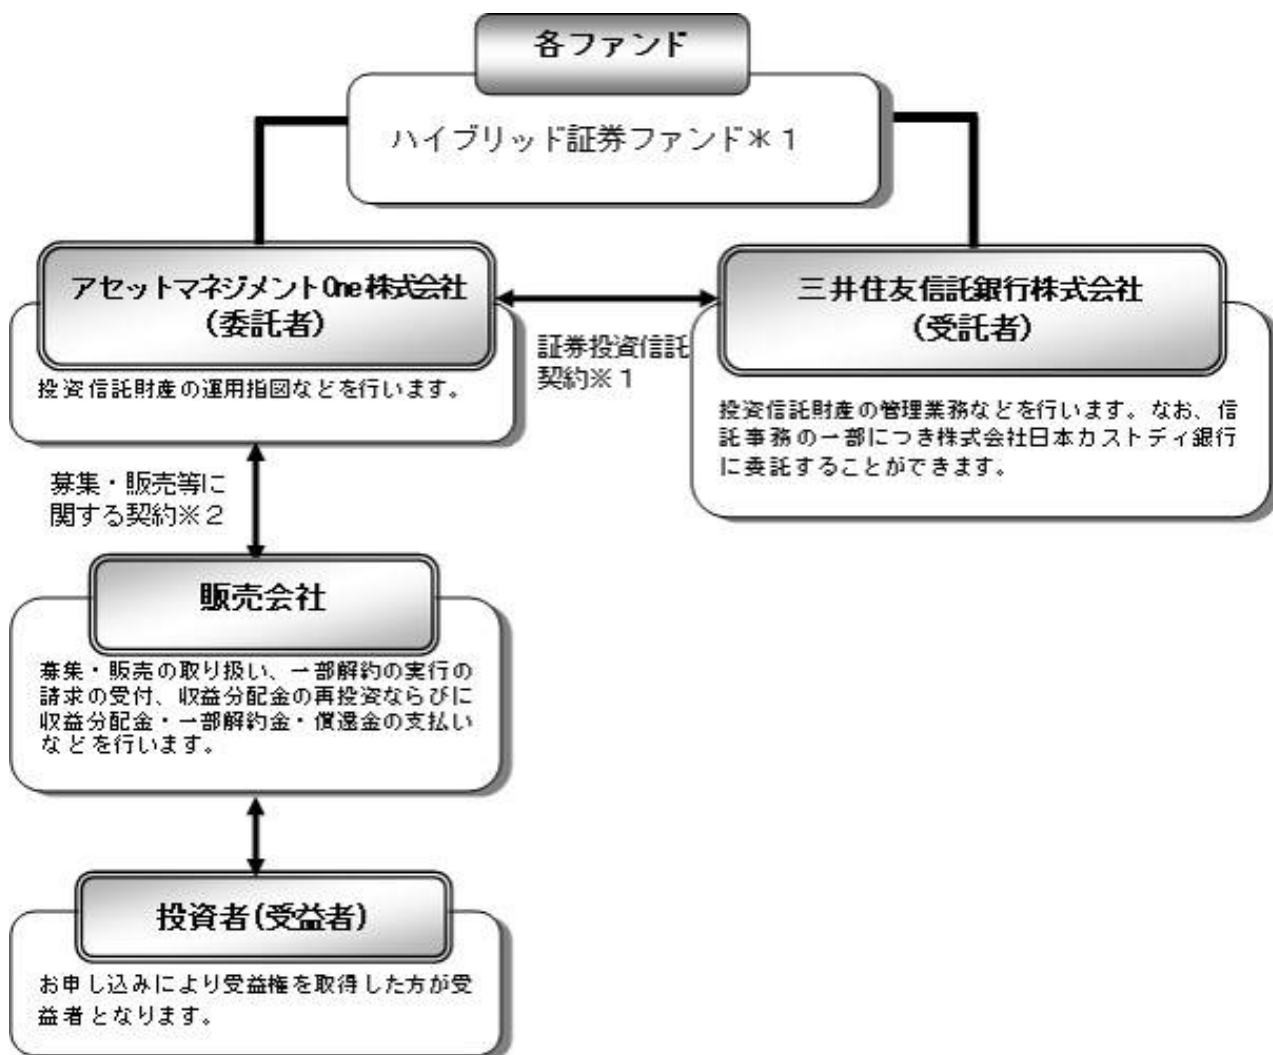 各ファンド
ハイブリッド証券ファンド＊１
アセットマネジメントOne株式会社
（委託者）
投資信託財産の運用指図などを行います。
証券投資信託
契約※１
三井住友信託銀行株式会社
（受託者）
投資信託財産の管理業務などを行います。なお、信
託事務の一部につき株式会社日本カストディ銀行
に委託することができます。
募集・販売等に
関する契約※２
販売会社
募集・販売の取り扱い、一部解約の実行の
請求の受付、収益分配金の再投資ならびに
収益分配金・一部解約金・償還金の支払い
などを行います。
投資者（受益者）
お申し込みにより受益権を取得した方が受
益者となります。